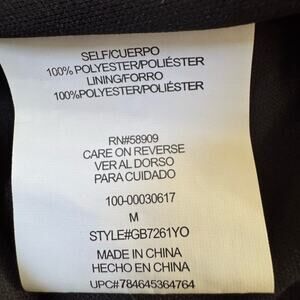 SELF/CUERPO
100%POLYESTER/POLIÉSTER
LINING/FORRO
100%POLYESTER/POLIÉSTER
RN#58909
CARE ON REVERSE
VER AL DORSO
PARA CUIDADO
100-00030617
M
STYLE#GB7261YO
MADE IN CHINA
HECHO EN CHINA
UPC#784645364764